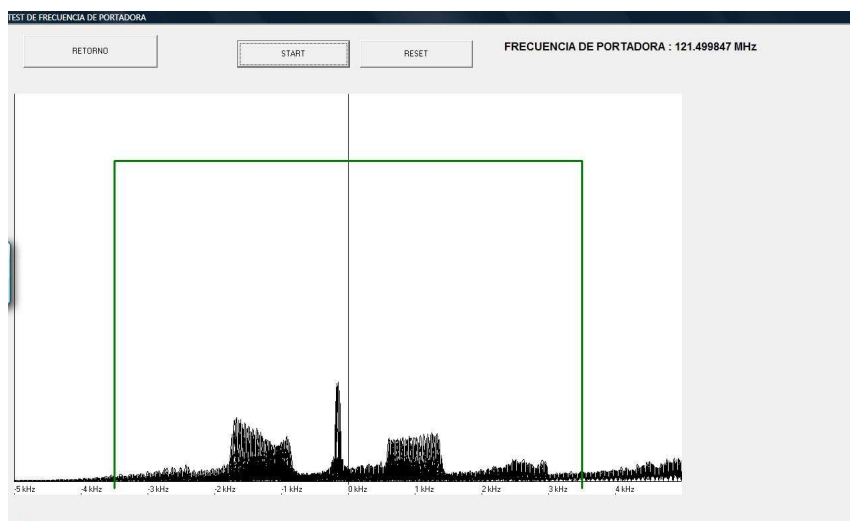 TEST DE FRECUENCIA DE PORTADORA
RETORNO START RESET FRECUENCIA DE PORTADORA : 121.499847 MHz
-5 kHz -4 kHz -3 kHz -2 kHz -1 kHz 0 kHz 1 kHz 2 kHz 3 kHz 4 kHz